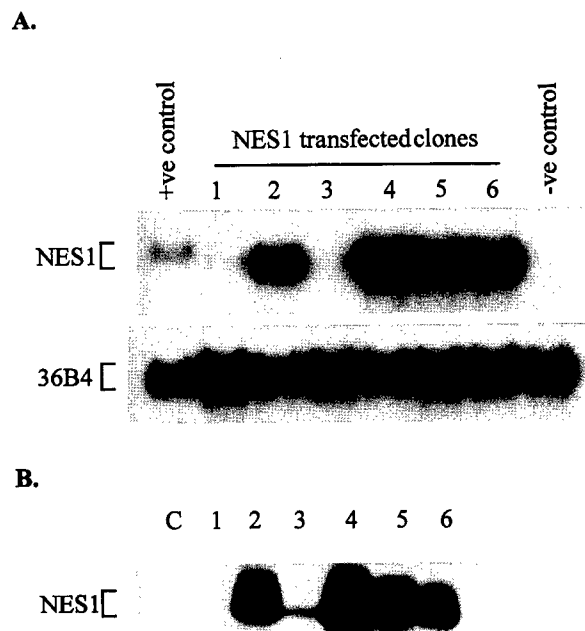 A.
+ve control
NES1 transfected clones
-ve control
1 2 3 4 5 6
NES1[
36B4 [
B.
C 1 2 3 4 5 6
NES1[